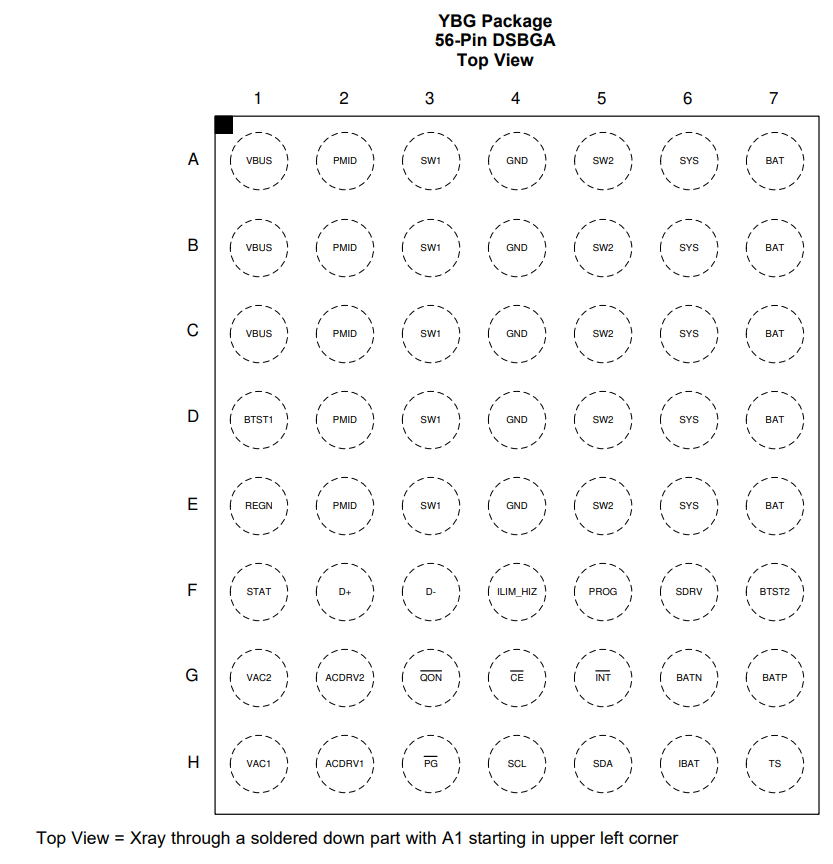 YBG Package
56-Pin DSBGA
Top View
1 2 3 4 5 6 7
A VBUS PMID SW1 GND SW2 SYS BAT
B VBUS PMID SW1 GND SW2 SYS BAT
C VBUS PMID SW1 GND SW2 SYS BAT
D BTST1 PMID SW1 GND SW2 SYS BAT
E REGN PMID SW1 GND SW2 SYS BAT
F STAT D+ D- ILIM_HIZ PROG SDRV BTST2
G VAC2 ACDRV2 Q̅O̅N̅ C̅E̅ I̅N̅T̅ BATN BATP
H VAC1 ACDRV1 P̅G̅ SCL SDA IBAT TS
Top View = Xray through a soldered down part with A1 starting in upper left corner